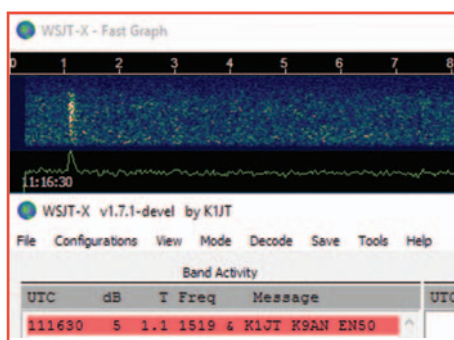 WSJT-X - Fast Graph
0 1 2 3 4 5 6 7 8
11:16:30
WSJT-X v1.7.1-devel by K1JT
File Configurations View Mode Decode Save Tools Help
Band Activity
UTC dB T Freq Message UTC
111630 5 1.1 1519 & K1JT K9AN EN50